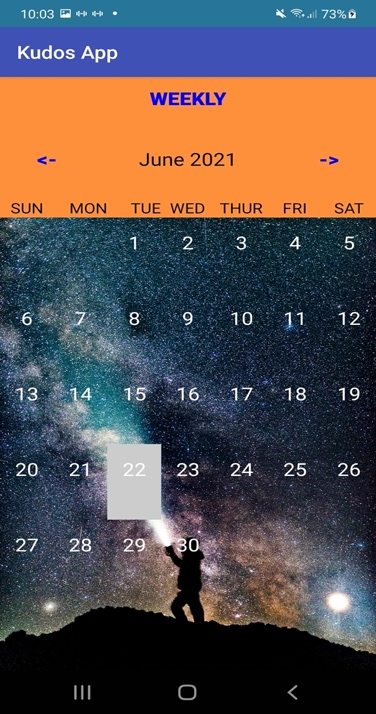 10:03 73%
Kudos App
WEEKLY
<- June 2021 ->
SUN MON TUE WED THUR FRI SAT
1 2 3 4 5
6 7 8 9 10 11 12
13 14 15 16 17 18 19
20 21 22 23 24 25 26
27 28 29 30